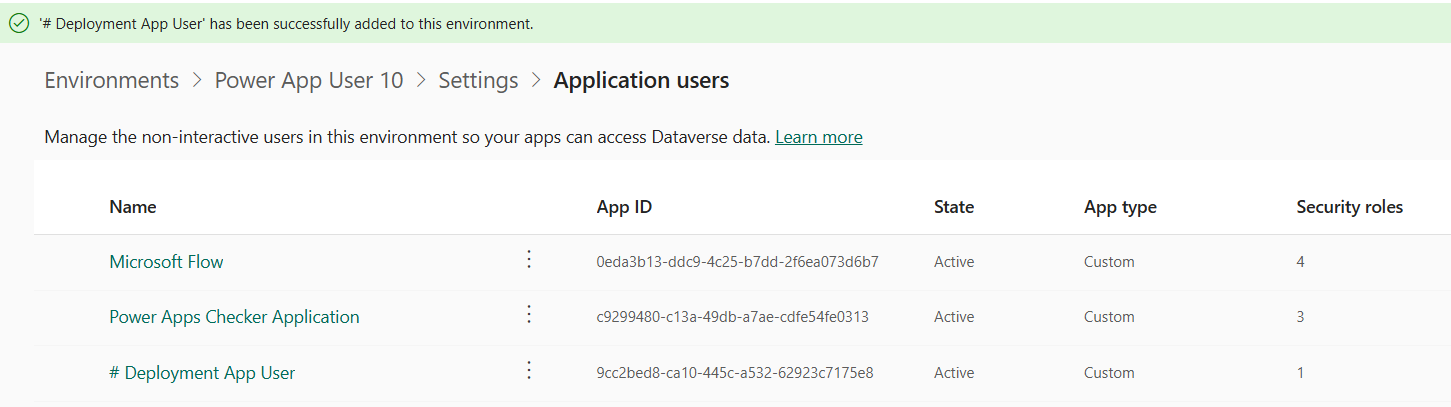 '# Deployment App User' has been successfully added to this environment.
Environments > Power App User 10 > Settings > Application users
Manage the non-interactive users in this environment so your apps can access Dataverse data. Learn more
Name App ID State App type Security roles
Microsoft Flow 0eda3b13-ddc9-4c25-b7dd-2f6ea073d6b7 Active Custom 4
Power Apps Checker Application c9299480-c13a-49db-a7ae-cdfe54fe0313 Active Custom 3
# Deployment App User 9cc2bed8-ca10-445c-a532-62923c7175e8 Active Custom 1